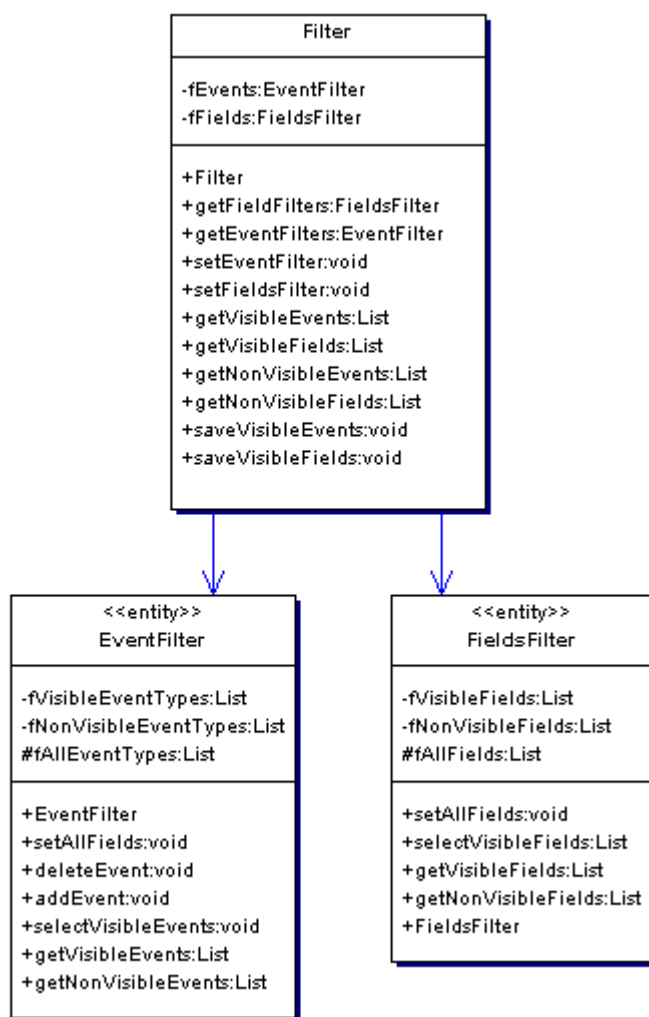 Filter
-fEvents:EventFilter
-fFields:FieldsFilter
+Filter
+getFieldFilters:FieldsFilter
+getEventFilters:EventFilter
+setEventFilter:void
+setFieldsFilter:void
+getVisibleEvents:List
+getVisibleFields:List
+getNonVisibleEvents:List
+getNonVisibleFields:List
+saveVisibleEvents:void
+saveVisibleFields:void
<<entity>>
EventFilter
-fVisibleEventTypes:List
-fNonVisibleEventTypes:List
#fAllEventTypes:List
+EventFilter
+setAllFields:void
+deleteEvent:void
+addEvent:void
+selectVisibleEvents:void
+getVisibleEvents:List
+getNonVisibleEvents:List
<<entity>>
FieldsFilter
-fVisibleFields:List
-fNonVisibleFields:List
#fAllFields:List
+setAllFields:void
+selectVisibleFields:List
+getVisibleFields:List
+getNonVisibleFields:List
+FieldsFilter